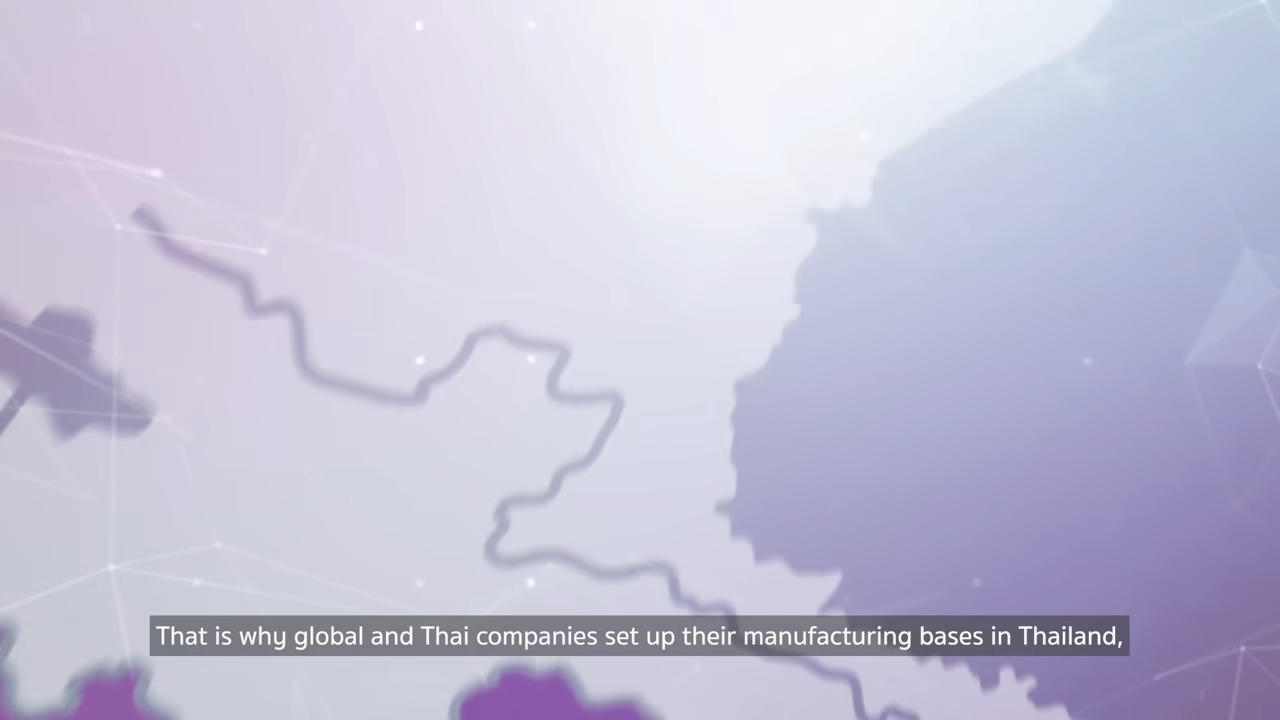 That is why global and Thai companies set up their manufacturing bases in Thailand,